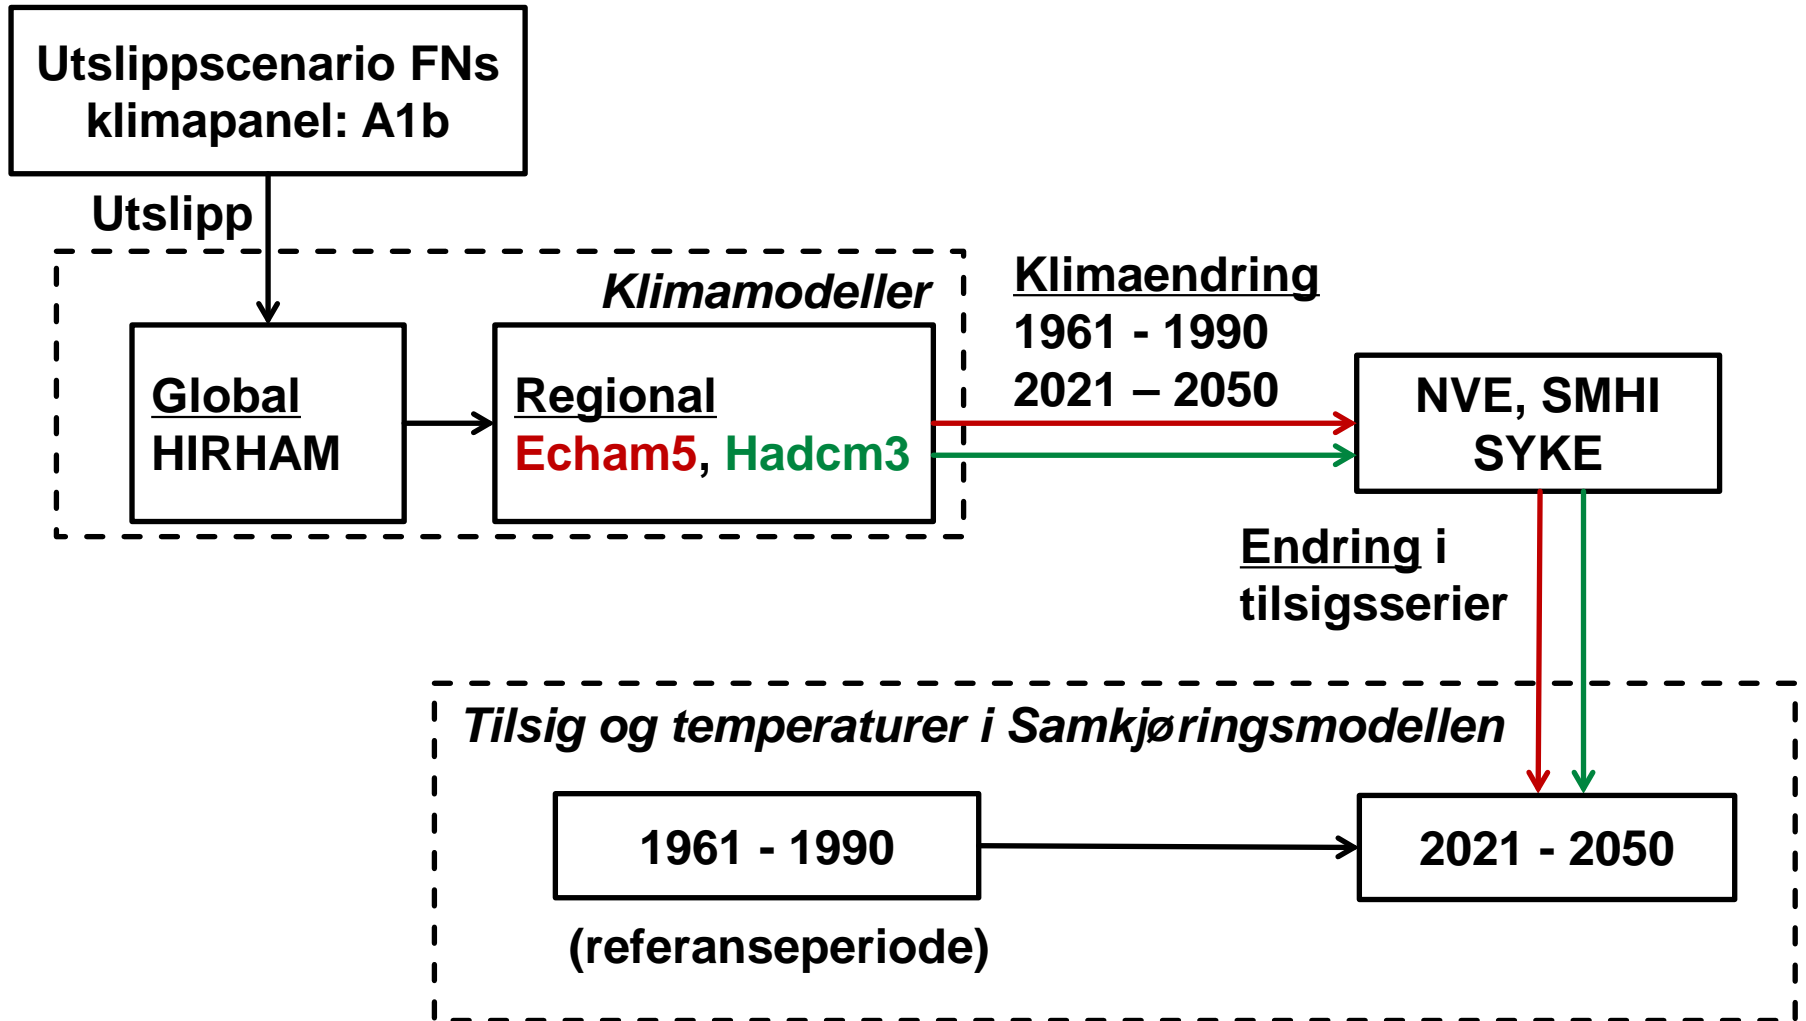 Utslippscenario FNs
klimapanel: A1b
Utslipp
Klimamodeller
Global
HIRHAM
Regional
Echam5, Hadcm3
Klimaendring
1961 - 1990
2021 – 2050
NVE, SMHI
SYKE
Endring i
tilsigsserier
Tilsig og temperaturer i Samkjøringsmodellen
1961 - 1990
(referanseperiode)
2021 - 2050